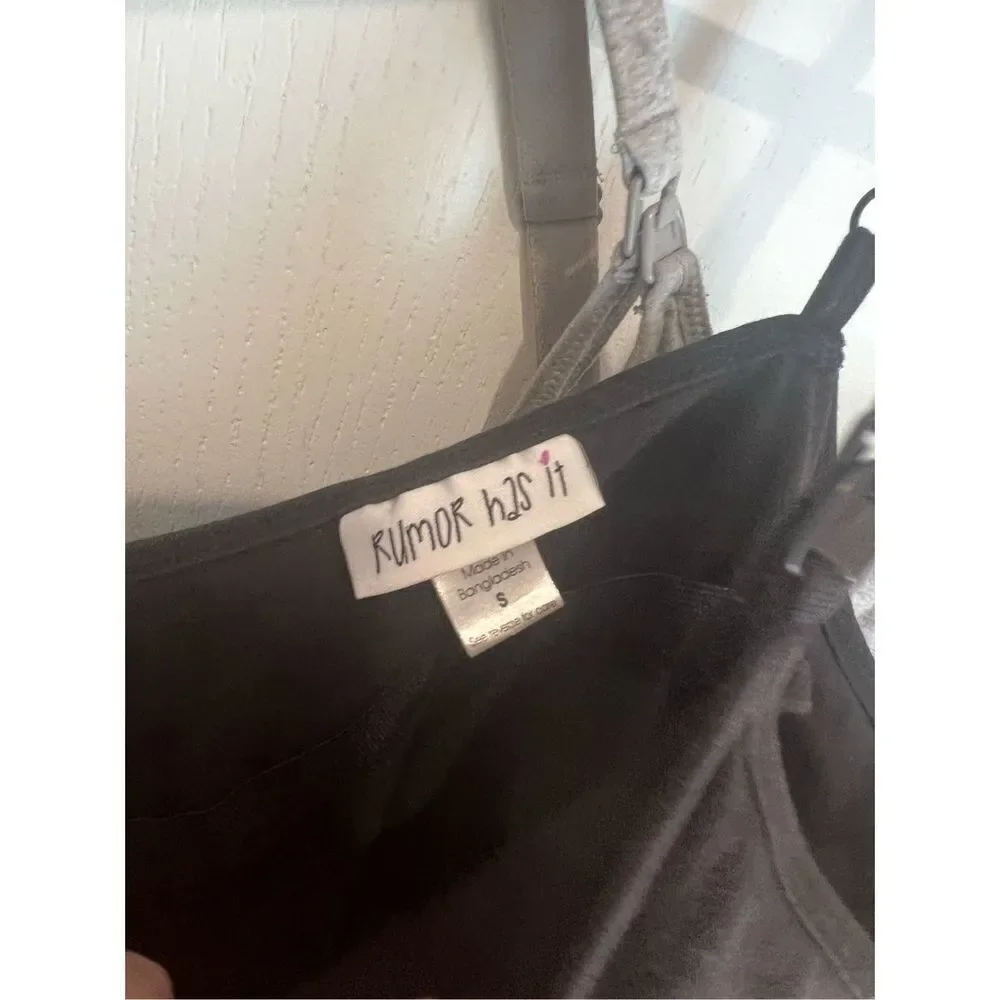 RUMOR has it
Made in
Bangladesh
S
See reverse for care